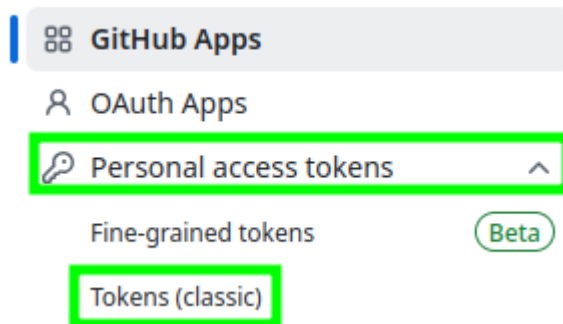 GitHub Apps
OAuth Apps
Personal access tokens
Fine-grained tokens Beta
Tokens (classic)